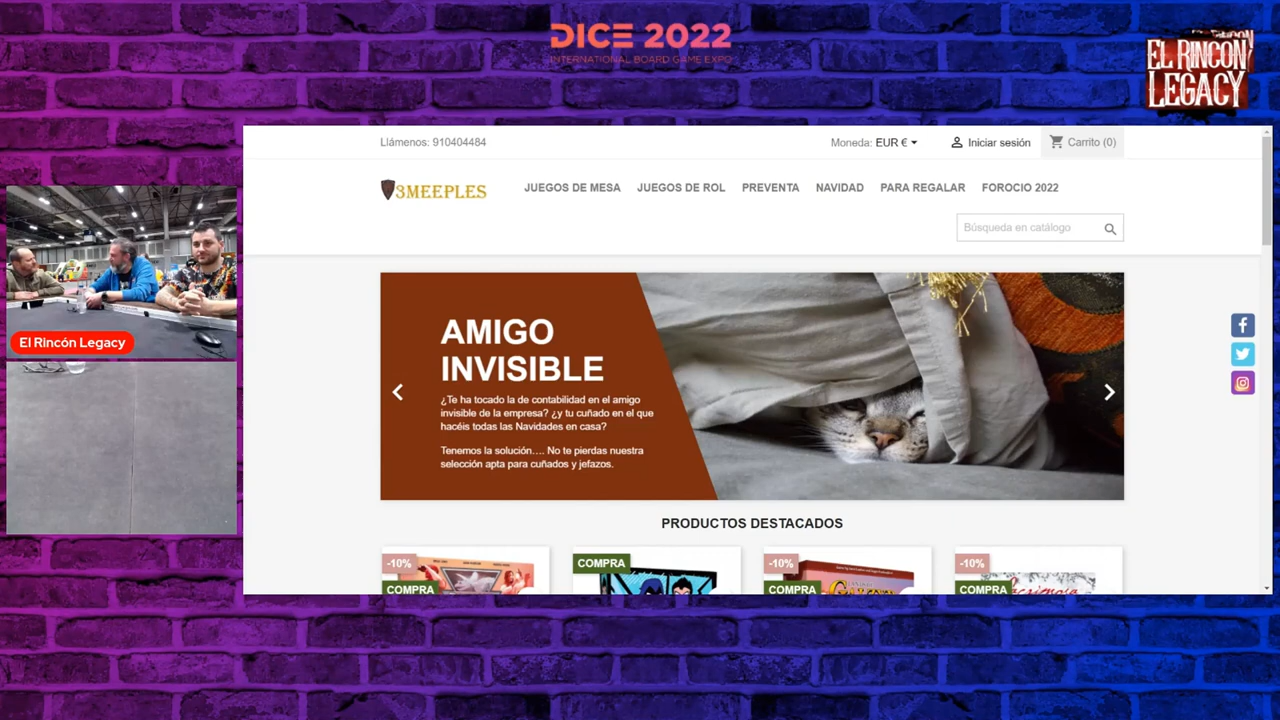 DICE 2022
INTERNATIONAL BOARD GAME EXPO
EL RINCON
LEGACY
Llámenos: 910404484
Moneda: EUR €
Iniciar sesión
Carrito (0)
3MEEPLES
JUEGOS DE MESA
JUEGOS DE ROL
PREVENTA
NAVIDAD
PARA REGALAR
FOROCIO 2022
Búsqueda en catálogo
El Rincón Legacy
AMIGO
INVISIBLE
¿Te ha tocado la de contabilidad en el amigo
invisible de la empresa? ¿y tu cuñado en el que
hacéis todas las Navidades en casa?
Tenemos la solución.... No te pierdas nuestra
selección apta para cuñados y jefazos.
PRODUCTOS DESTACADOS
-10%
COMPRA
COMPRA
-10%
COMPRA
-10%
COMPRA